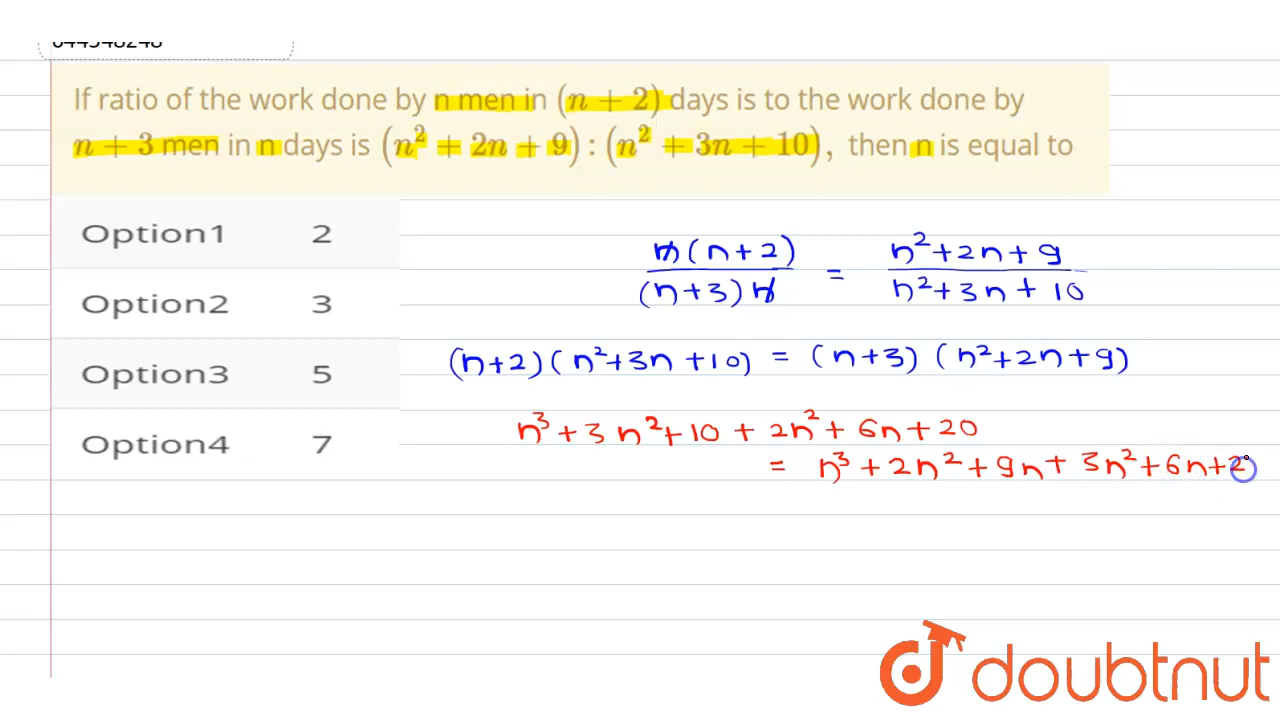 If ratio of the work done by n men in (n + 2) days is to the work done by
n + 3 men in n days is (n² + 2n + 9) : (n² + 3n + 10), then n is equal to
Option1 2
Option2 3
Option3 5
Option4 7
n(n+2) / (n+3)n = n²+2n+9 / n²+3n+10
(n+2)(n²+3n+10) = (n+3)(n²+2n+9)
n³+3n²+10+2n²+6n+20
= n³+2n²+9n+3n²+6n+2
doubtnut